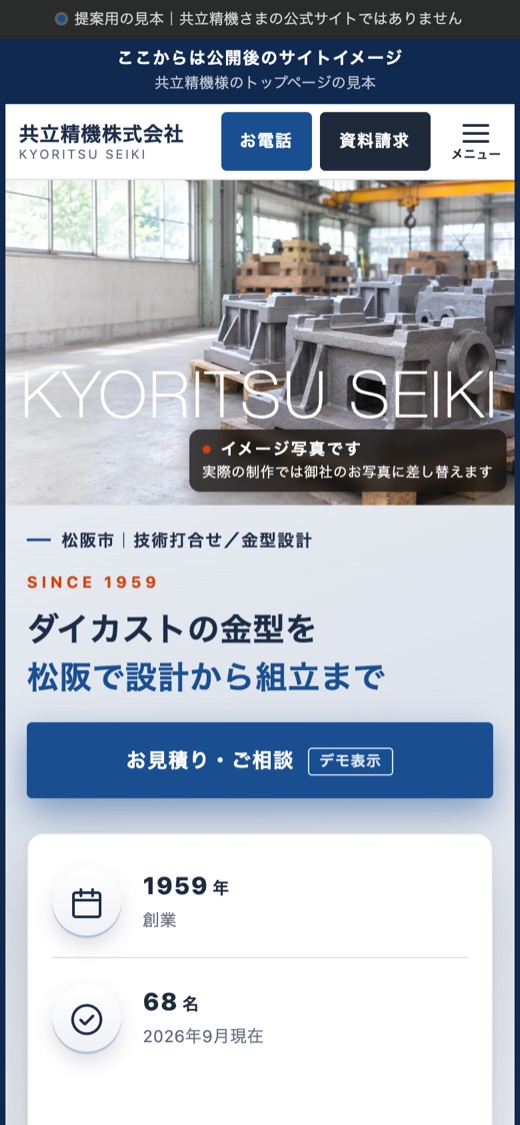 提案用の見本｜共立精機さまの公式サイトではありません
ここからは公開後のサイトイメージ
共立精機様のトップページの見本
共立精機株式会社
KYORITSU SEIKI
お電話
資料請求
メニュー
KYORITSU SEIKI
イメージ写真です
実際の制作では御社のお写真に差し替えます
松阪市｜技術打合せ／金型設計
SINCE 1959
ダイカストの金型を
松阪で設計から組立まで
お見積り・ご相談 デモ表示
1959 年
創業
68 名
2026年9月現在